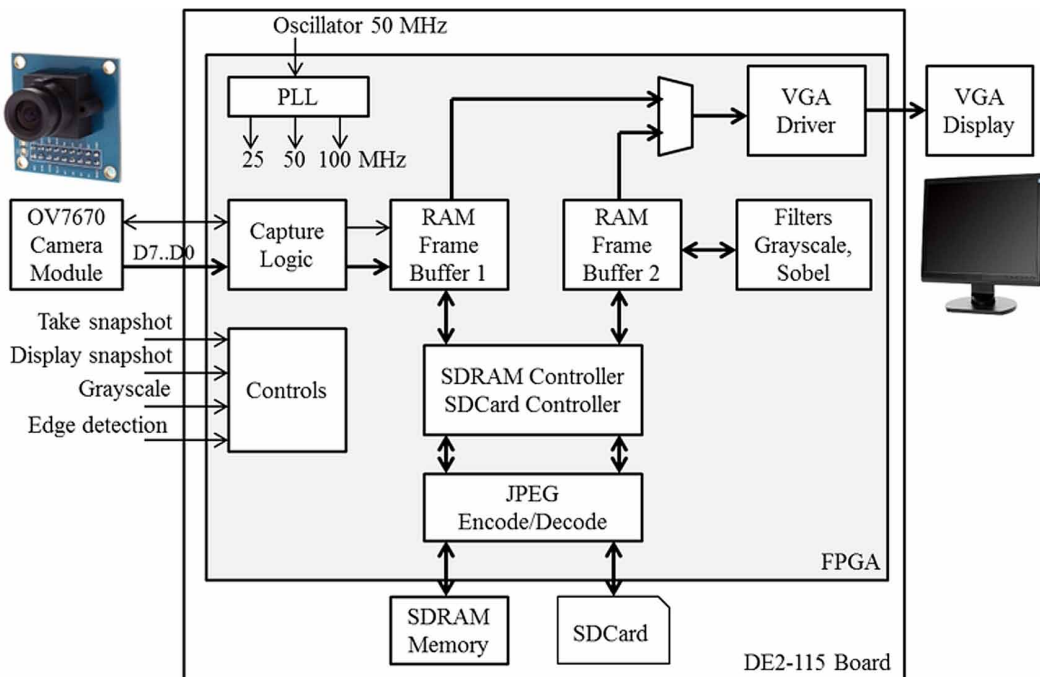 Oscillator 50 MHz
PLL
25 50 100 MHz
VGA
Driver
VGA
Display
OV7670
Camera
Module
D7..D0
Capture
Logic
RAM
Frame
Buffer 1
RAM
Frame
Buffer 2
Filters
Grayscale,
Sobel
Take snapshot
Display snapshot
Grayscale
Edge detection
Controls
SDRAM Controller
SDCard Controller
JPEG
Encode/Decode
FPGA
SDRAM
Memory
SDCard
DE2-115 Board